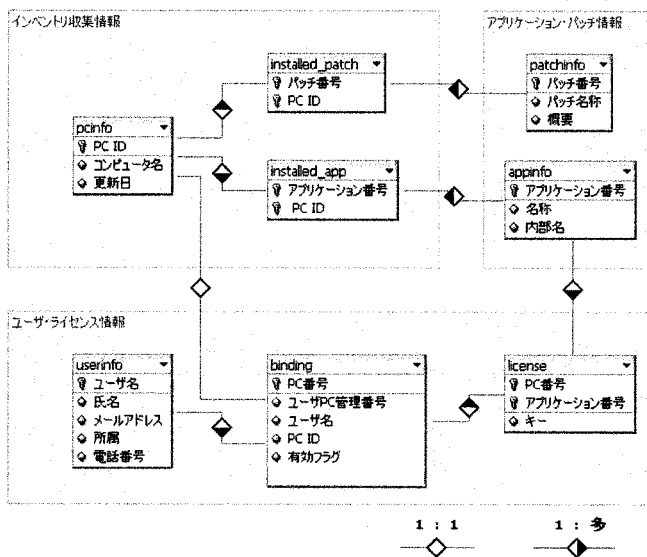 インベントリ収集情報
アプリケーション・パッチ情報
installed_patch
パッチ番号
PC ID
patchinfo
パッチ番号
パッチ名称
概要
pcinfo
PC ID
コンピュータ名
更新日
installed_app
アプリケーション番号
PC ID
appinfo
アプリケーション番号
名称
内部名
ユーザ・ライセンス情報
userinfo
ユーザ名
氏名
メールアドレス
所属
電話番号
binding
PC番号
ユーザPC管理番号
ユーザ名
PC ID
有効フラグ
license
PC番号
アプリケーション番号
キー
1 : 1
1 : 多